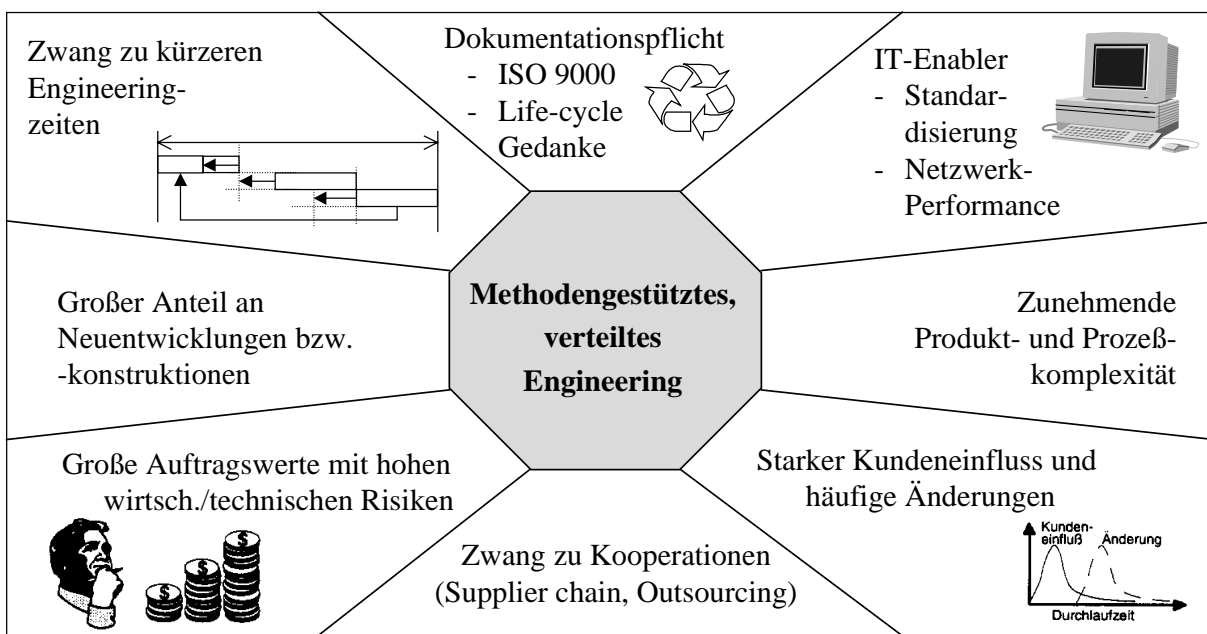 Zwang zu kürzeren
Engineering-
zeiten
Dokumentationspflicht
- ISO 9000
- Life-cycle
Gedanke
IT-Enabler
- Standar-
disierung
- Netzwerk-
Performance
Großer Anteil an
Neuentwicklungen bzw.
-konstruktionen
Methodengestütztes,
verteiltes
Engineering
Zunehmende
Produkt- und Prozeß-
komplexität
Große Auftragswerte mit hohen
wirtsch./technischen Risiken
$
$
$
Zwang zu Kooperationen
(Supplier chain, Outsourcing)
Starker Kundeneinfluss und
häufige Änderungen
Kunden-
einfluß Änderung
Durchlaufzeit